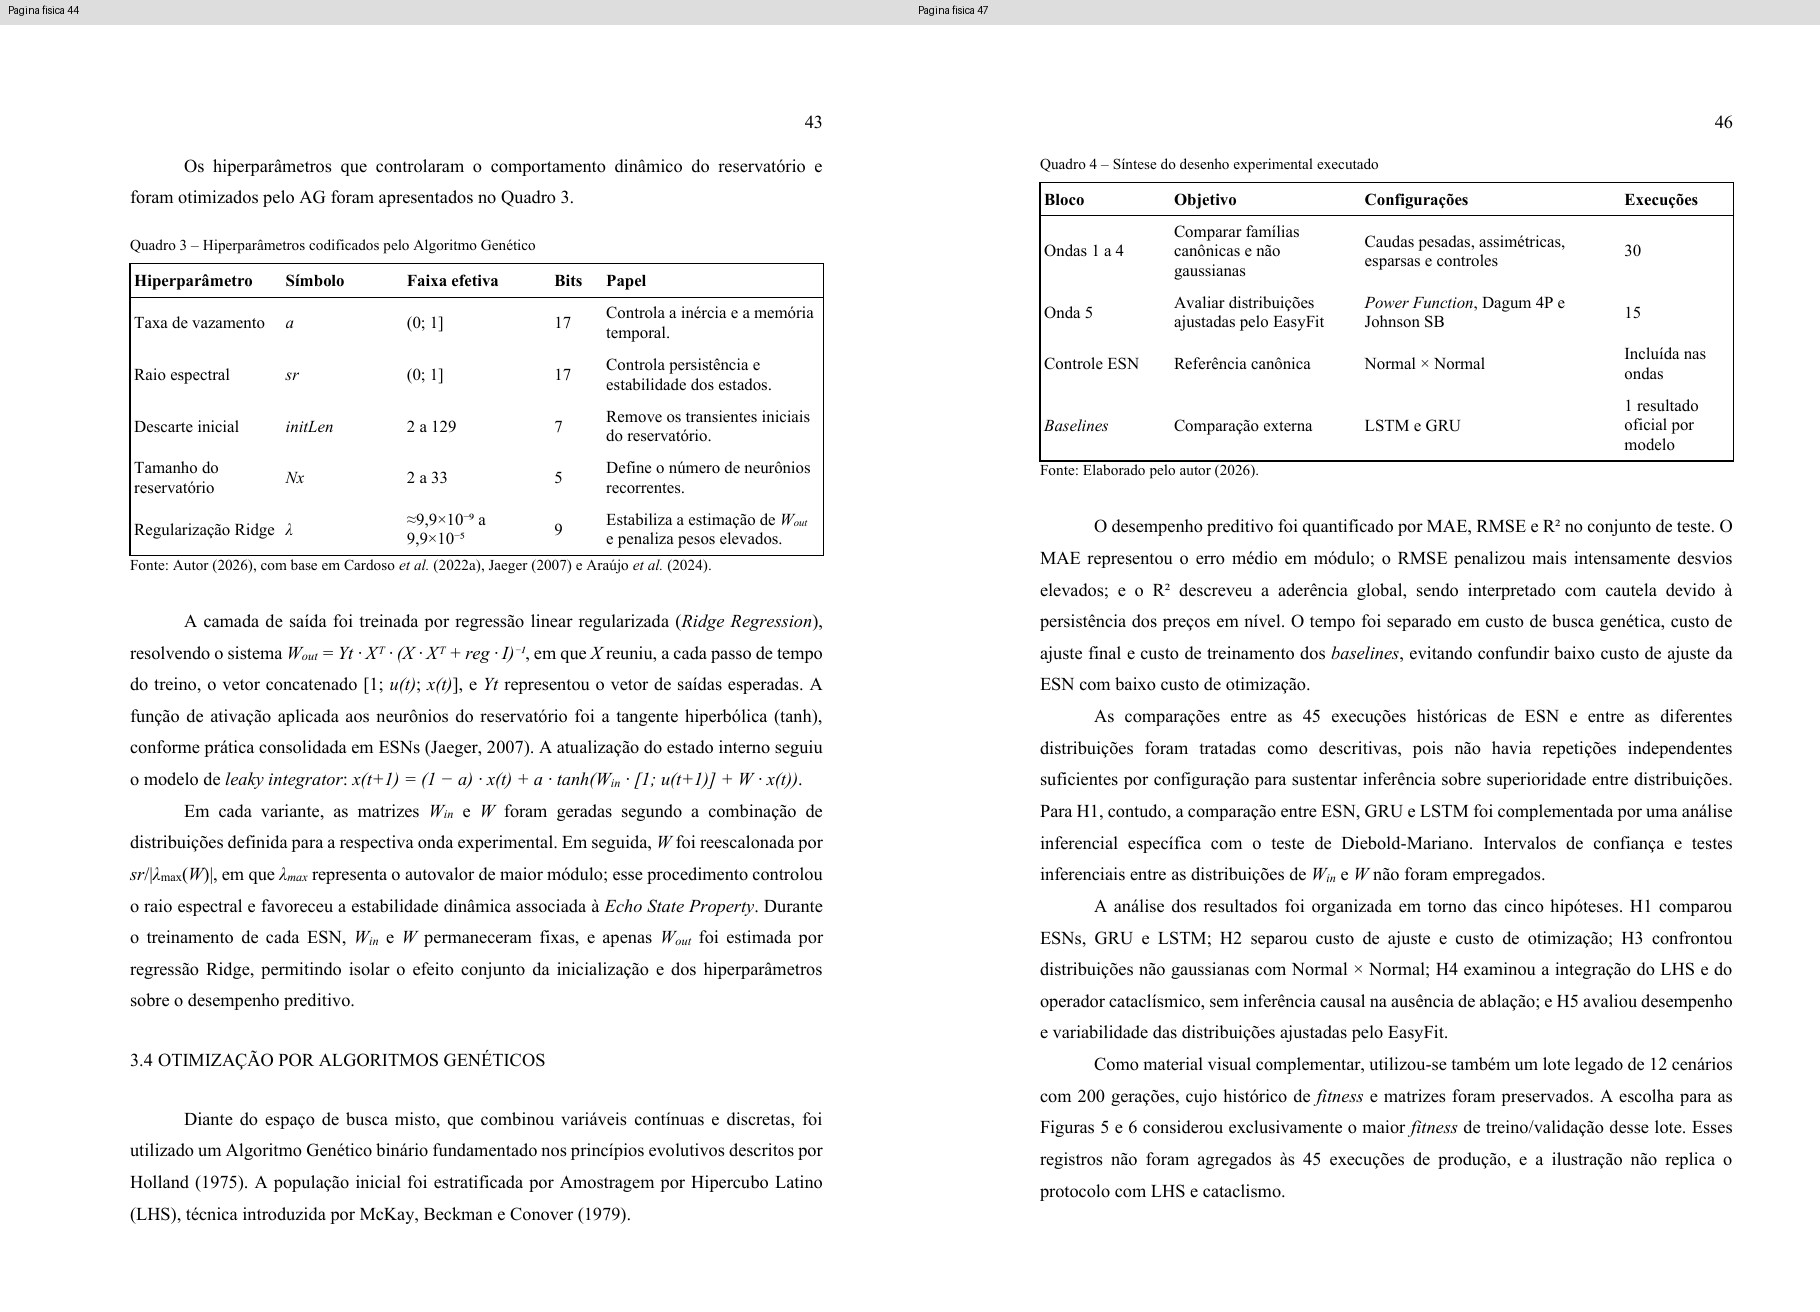 Pagina fisica 44
43
Os hiperparâmetros que controlaram o comportamento dinâmico do reservatório e
foram otimizados pelo AG foram apresentados no Quadro 3.
Quadro 3 – Hiperparâmetros codificados pelo Algoritmo Genético
Hiperparâmetro Símbolo Faixa efetiva Bits Papel
Taxa de vazamento a (0; 1] 17 Controla a inércia e a memória
temporal.
Raio espectral sr (0; 1] 17 Controla persistência e
estabilidade dos estados.
Descarte inicial initLen 2 a 129 7 Remove os transientes iniciais
do reservatório.
Tamanho do
reservatório Nx 2 a 33 5 Define o número de neurônios
recorrentes.
Regularização Ridge λ ≈9,9×10⁻⁹ a
9,9×10⁻⁵ 9 Estabiliza a estimação de Wout
e penaliza pesos elevados.
Fonte: Autor (2026), com base em Cardoso et al. (2022a), Jaeger (2007) e Araújo et al. (2024).
A camada de saída foi treinada por regressão linear regularizada (Ridge Regression),
resolvendo o sistema Wout = Yt · Xᵀ · (X · Xᵀ + reg · I)⁻¹, em que X reuniu, a cada passo de tempo
do treino, o vetor concatenado [1; u(t); x(t)], e Yt representou o vetor de saídas esperadas. A
função de ativação aplicada aos neurônios do reservatório foi a tangente hiperbólica (tanh),
conforme prática consolidada em ESNs (Jaeger, 2007). A atualização do estado interno seguiu
o modelo de leaky integrator: x(t+1) = (1 − a) · x(t) + a · tanh(Win · [1; u(t+1)] + W · x(t)).
Em cada variante, as matrizes Win e W foram geradas segundo a combinação de
distribuições definida para a respectiva onda experimental. Em seguida, W foi reescalonada por
sr/|λmax(W)|, em que λmax representa o autovalor de maior módulo; esse procedimento controlou
o raio espectral e favoreceu a estabilidade dinâmica associada à Echo State Property. Durante
o treinamento de cada ESN, Win e W permaneceram fixas, e apenas Wout foi estimada por
regressão Ridge, permitindo isolar o efeito conjunto da inicialização e dos hiperparâmetros
sobre o desempenho preditivo.
3.4 OTIMIZAÇÃO POR ALGORITMOS GENÉTICOS
Diante do espaço de busca misto, que combinou variáveis contínuas e discretas, foi
utilizado um Algoritmo Genético binário fundamentado nos princípios evolutivos descritos por
Holland (1975). A população inicial foi estratificada por Amostragem por Hipercubo Latino
(LHS), técnica introduzida por McKay, Beckman e Conover (1979).
Pagina fisica 47
46
Quadro 4 – Síntese do desenho experimental executado
Bloco Objetivo Configurações Execuções
Ondas 1 a 4 Comparar famílias
canônicas e não
gaussianas Caudas pesadas, assimétricas,
esparsas e controles 30
Onda 5 Avaliar distribuições
ajustadas pelo EasyFit Power Function, Dagum 4P e
Johnson SB 15
Controle ESN Referência canônica Normal × Normal Incluída nas
ondas
Baselines Comparação externa LSTM e GRU 1 resultado
oficial por
modelo
Fonte: Elaborado pelo autor (2026).
O desempenho preditivo foi quantificado por MAE, RMSE e R² no conjunto de teste. O
MAE representou o erro médio em módulo; o RMSE penalizou mais intensamente desvios
elevados; e o R² descreveu a aderência global, sendo interpretado com cautela devido à
persistência dos preços em nível. O tempo foi separado em custo de busca genética, custo de
ajuste final e custo de treinamento dos baselines, evitando confundir baixo custo de ajuste da
ESN com baixo custo de otimização.
As comparações entre as 45 execuções históricas de ESN e entre as diferentes
distribuições foram tratadas como descritivas, pois não havia repetições independentes
suficientes por configuração para sustentar inferência sobre superioridade entre distribuições.
Para H1, contudo, a comparação entre ESN, GRU e LSTM foi complementada por uma análise
inferencial específica com o teste de Diebold-Mariano. Intervalos de confiança e testes
inferenciais entre as distribuições de Win e W não foram empregados.
A análise dos resultados foi organizada em torno das cinco hipóteses. H1 comparou
ESNs, GRU e LSTM; H2 separou custo de ajuste e custo de otimização; H3 confrontou
distribuições não gaussianas com Normal × Normal; H4 examinou a integração do LHS e do
operador cataclísmico, sem inferência causal na ausência de ablação; e H5 avaliou desempenho
e variabilidade das distribuições ajustadas pelo EasyFit.
Como material visual complementar, utilizou-se também um lote legado de 12 cenários
com 200 gerações, cujo histórico de fitness e matrizes foram preservados. A escolha para as
Figuras 5 e 6 considerou exclusivamente o maior fitness de treino/validação desse lote. Esses
registros não foram agregados às 45 execuções de produção, e a ilustração não replica o
protocolo com LHS e cataclismo.